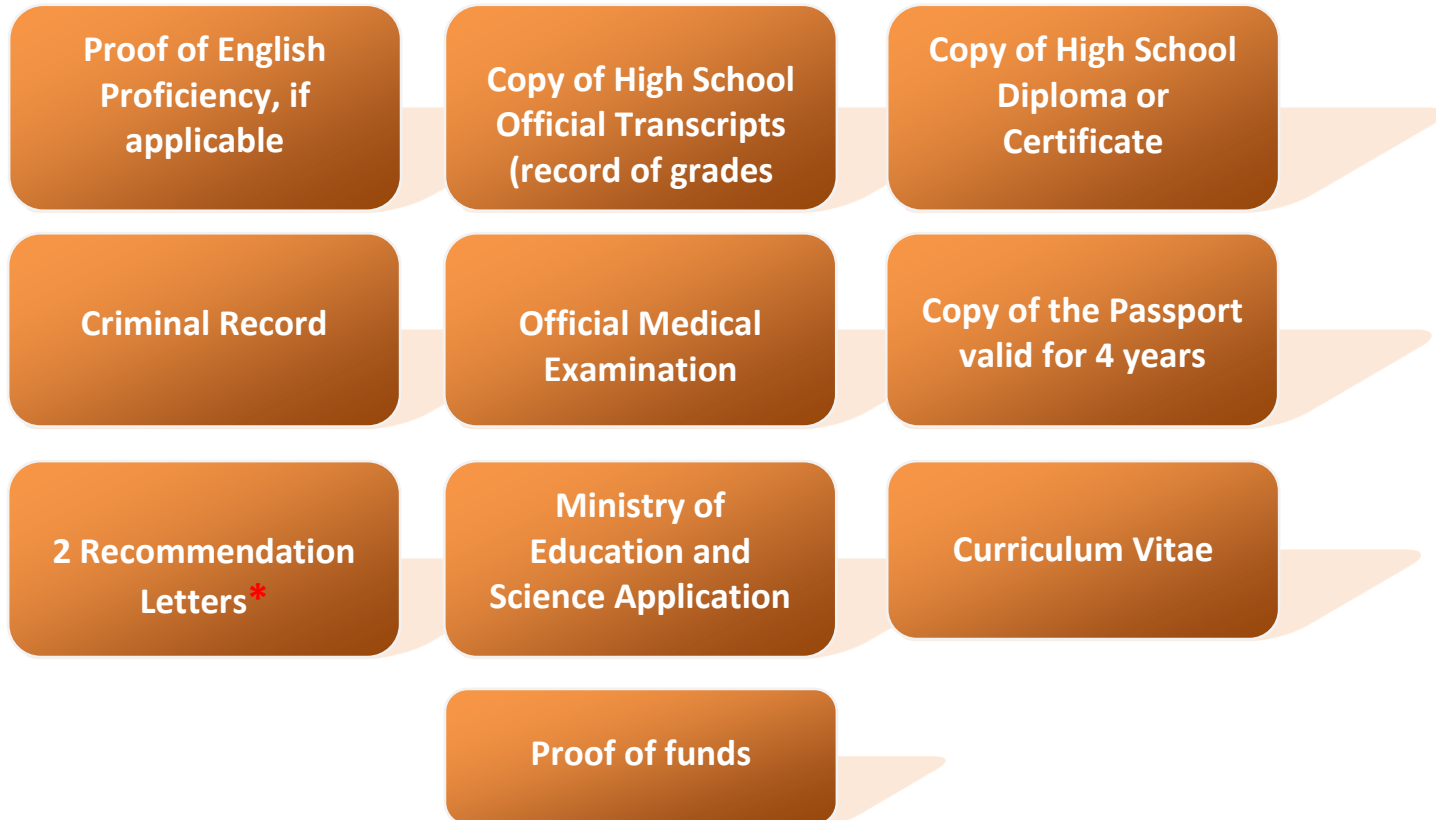 Proof of English
Proficiency, if
applicable
Copy of High School
Official Transcripts
(record of grades
Copy of High School
Diploma or
Certificate
Criminal Record
Official Medical
Examination
Copy of the Passport
valid for 4 years
2 Recommendation
Letters*
Ministry of
Education and
Science Application
Curriculum Vitae
Proof of funds